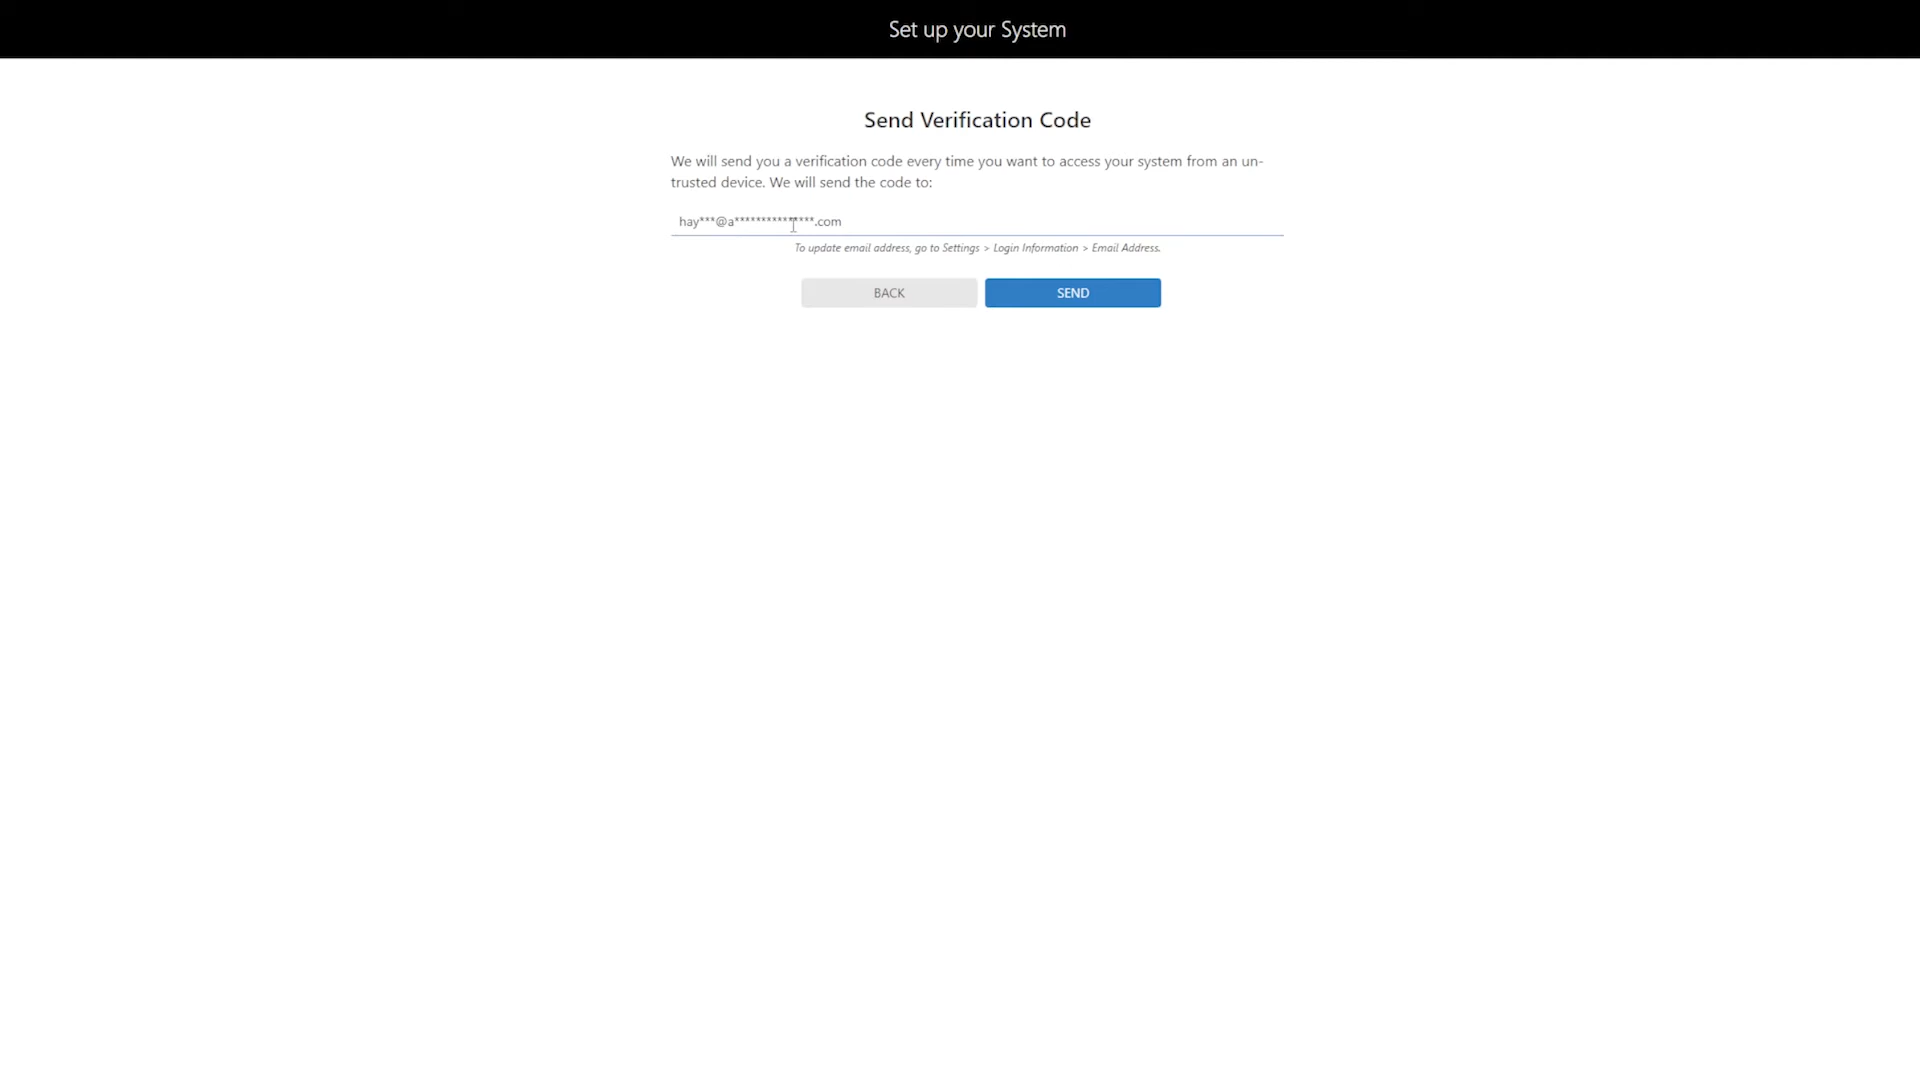 Set up your System
Send Verification Code
We will send you a verification code every time you want to access your system from an un-
trusted device. We will send the code to:
hay***@a***************.com
To update email address, go to Settings > Login Information > Email Address.
BACK
SEND